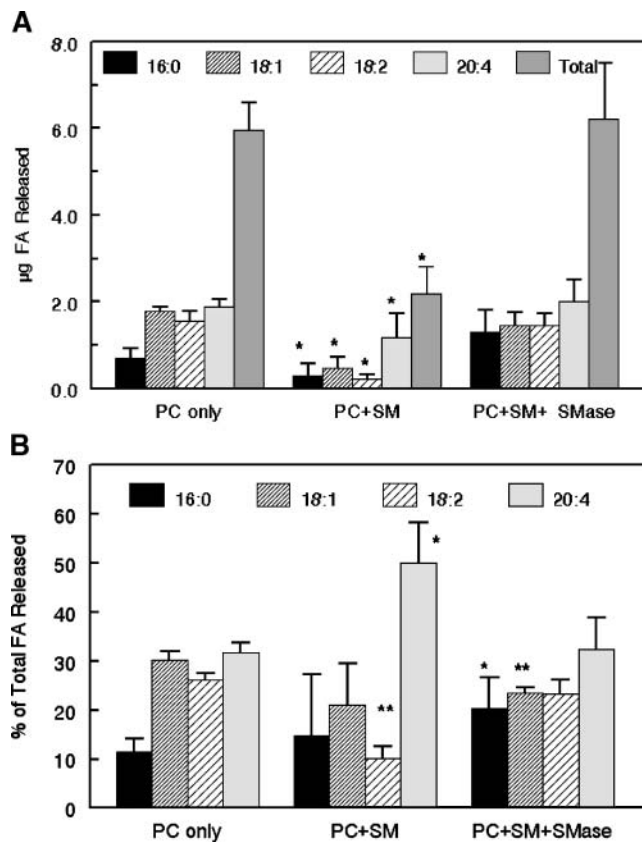 A
8.0
16:0 18:1 18:2 20:4 Total
6.0
4.0
2.0
0.0
µg FA Released
* * * * *
PC only PC+SM PC+SM+ SMase
B
70
16:0 18:1 18:2 20:4
60
50
40
30
20
10
0
% of Total FA Released
** * * **
PC only PC+SM PC+SM+SMase